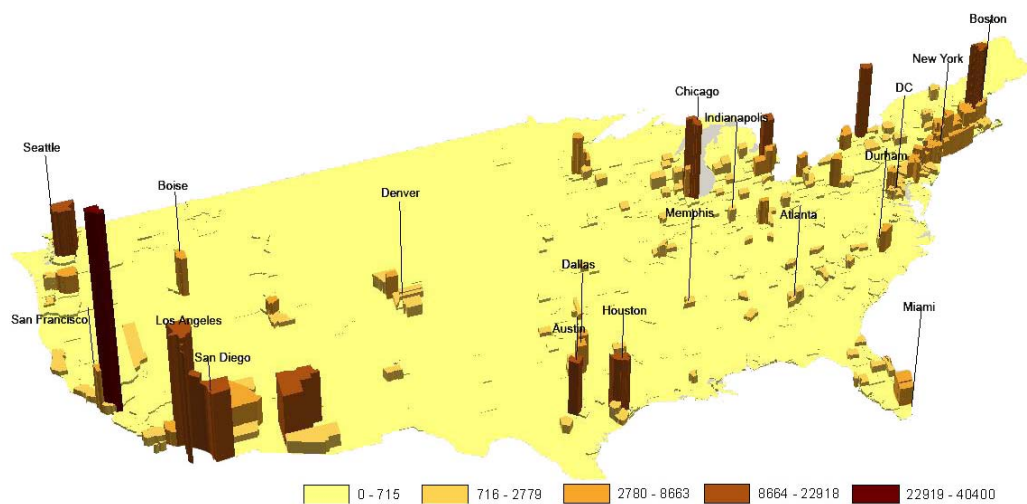 Boston
New York
DC
Chicago
Indianapolis
Seattle
Durham
Boise
Denver
Memphis
Atlanta
Dallas
San Francisco
Los Angeles
Austin
Houston
Miami
San Diego
0 - 715
716 - 2779
2780 - 8663
8664 - 22918
22919 - 40400